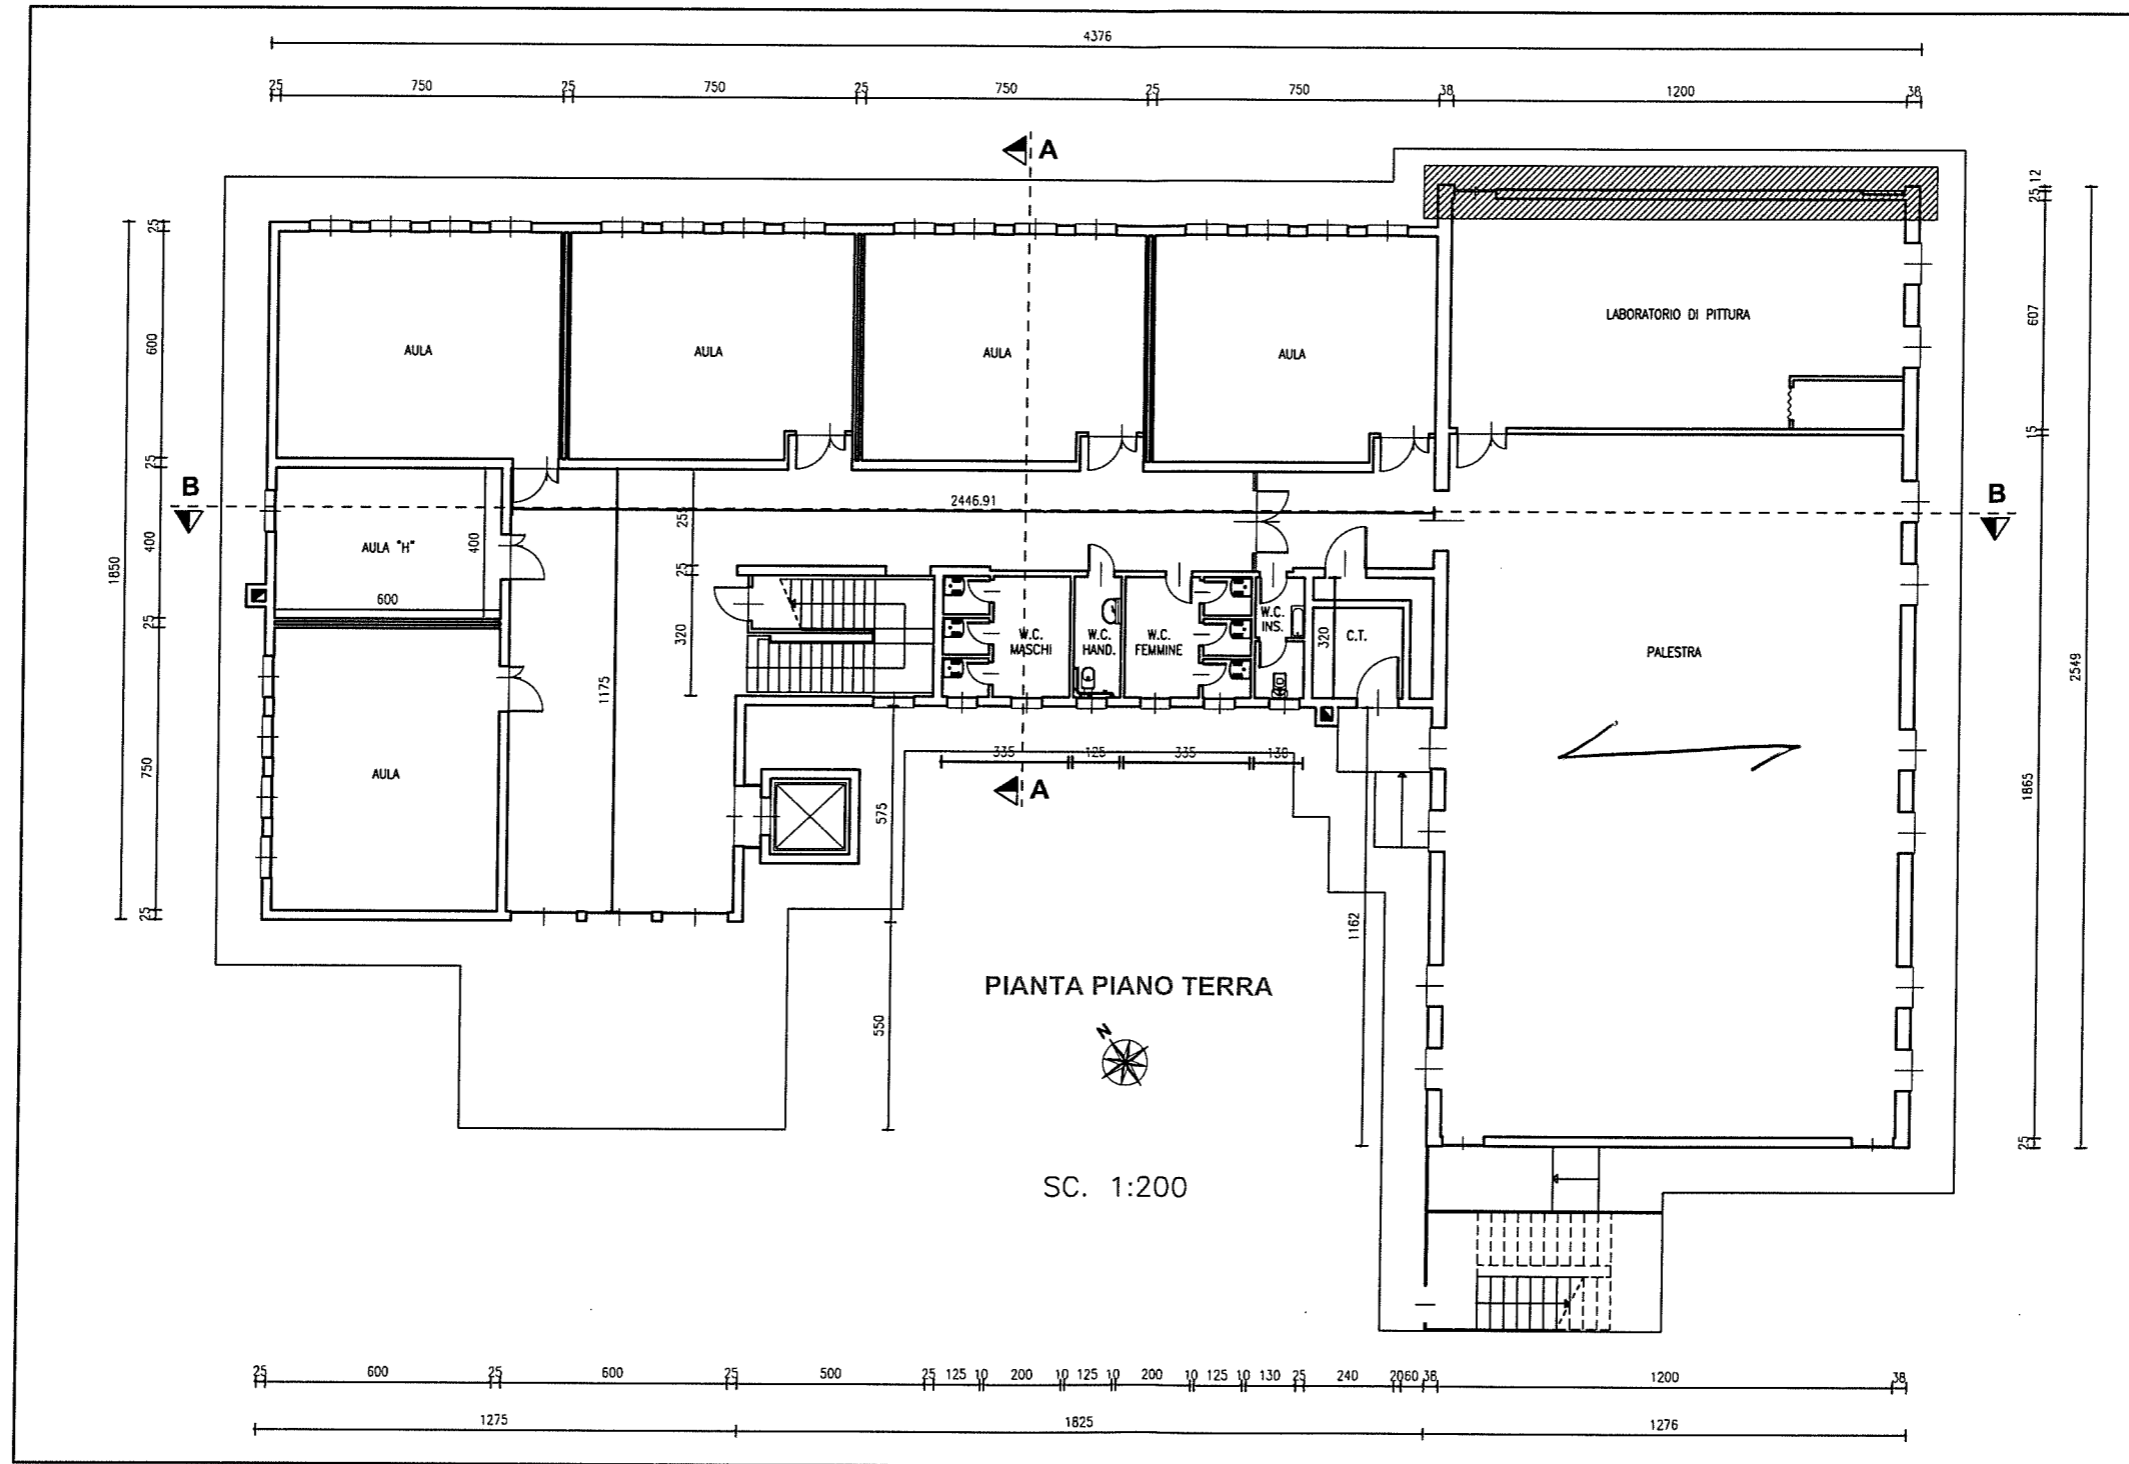 4376
25 750 25 750 25 750 25 750 38 1200 38
A
12
25
25
600
607
AULA
AULA
AULA
AULA
LABORATORIO DI PITTURA
25
15
B
B
2446.91
255
400
AULA "H"
400
1850
25
600
25
320
W.C.
MASCHI
W.C.
HAND.
W.C.
FEMMINE
W.C.
INS.
320
C.T.
PALESTRA
2549
1175
335 125 335 130
AULA
750
A
575
1865
25
1162
PIANTA PIANO TERRA
N
550
25
SC. 1:200
25 600 25 600 25 500 25 125 10 200 10 125 10 200 10 125 10 130 25 240 20 60 38 1200 38
1275 1825 1276